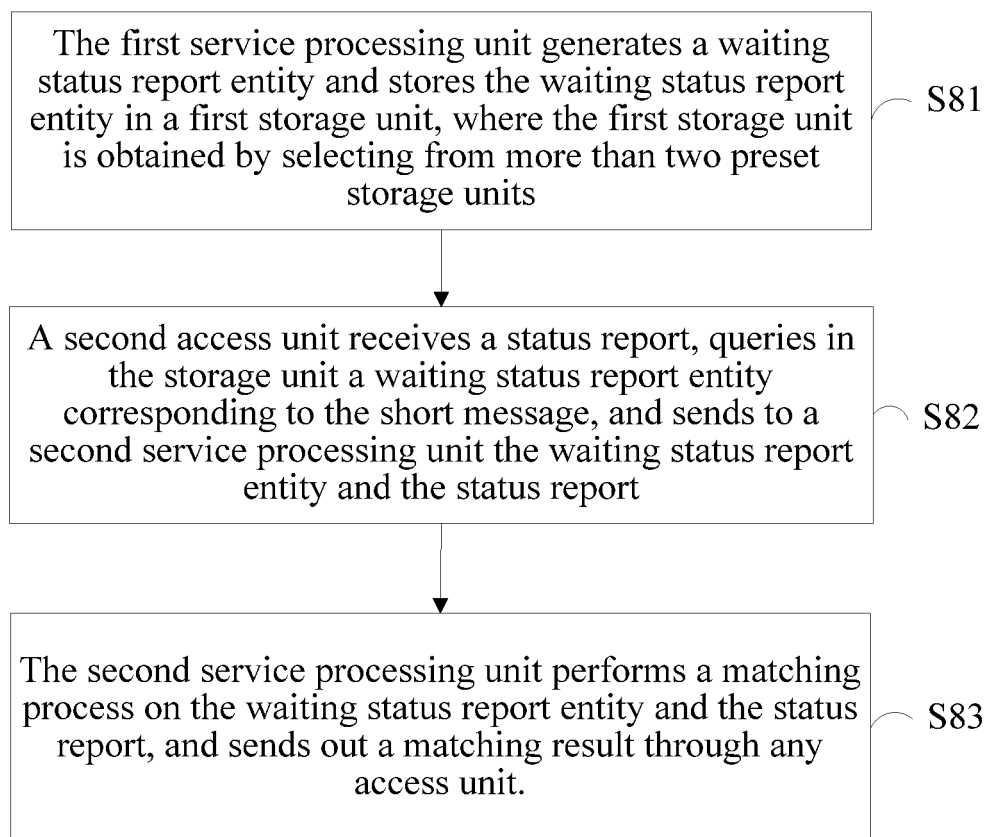 The first service processing unit generates a waiting
status report entity and stores the waiting status report
entity in a first storage unit, where the first storage unit
is obtained by selecting from more than two preset
storage units
S81
A second access unit receives a status report, queries in
the storage unit a waiting status report entity
corresponding to the short message, and sends to a
second service processing unit the waiting status report
entity and the status report
S82
The second service processing unit performs a matching
process on the waiting status report entity and the status
report, and sends out a matching result through any
access unit.
S83